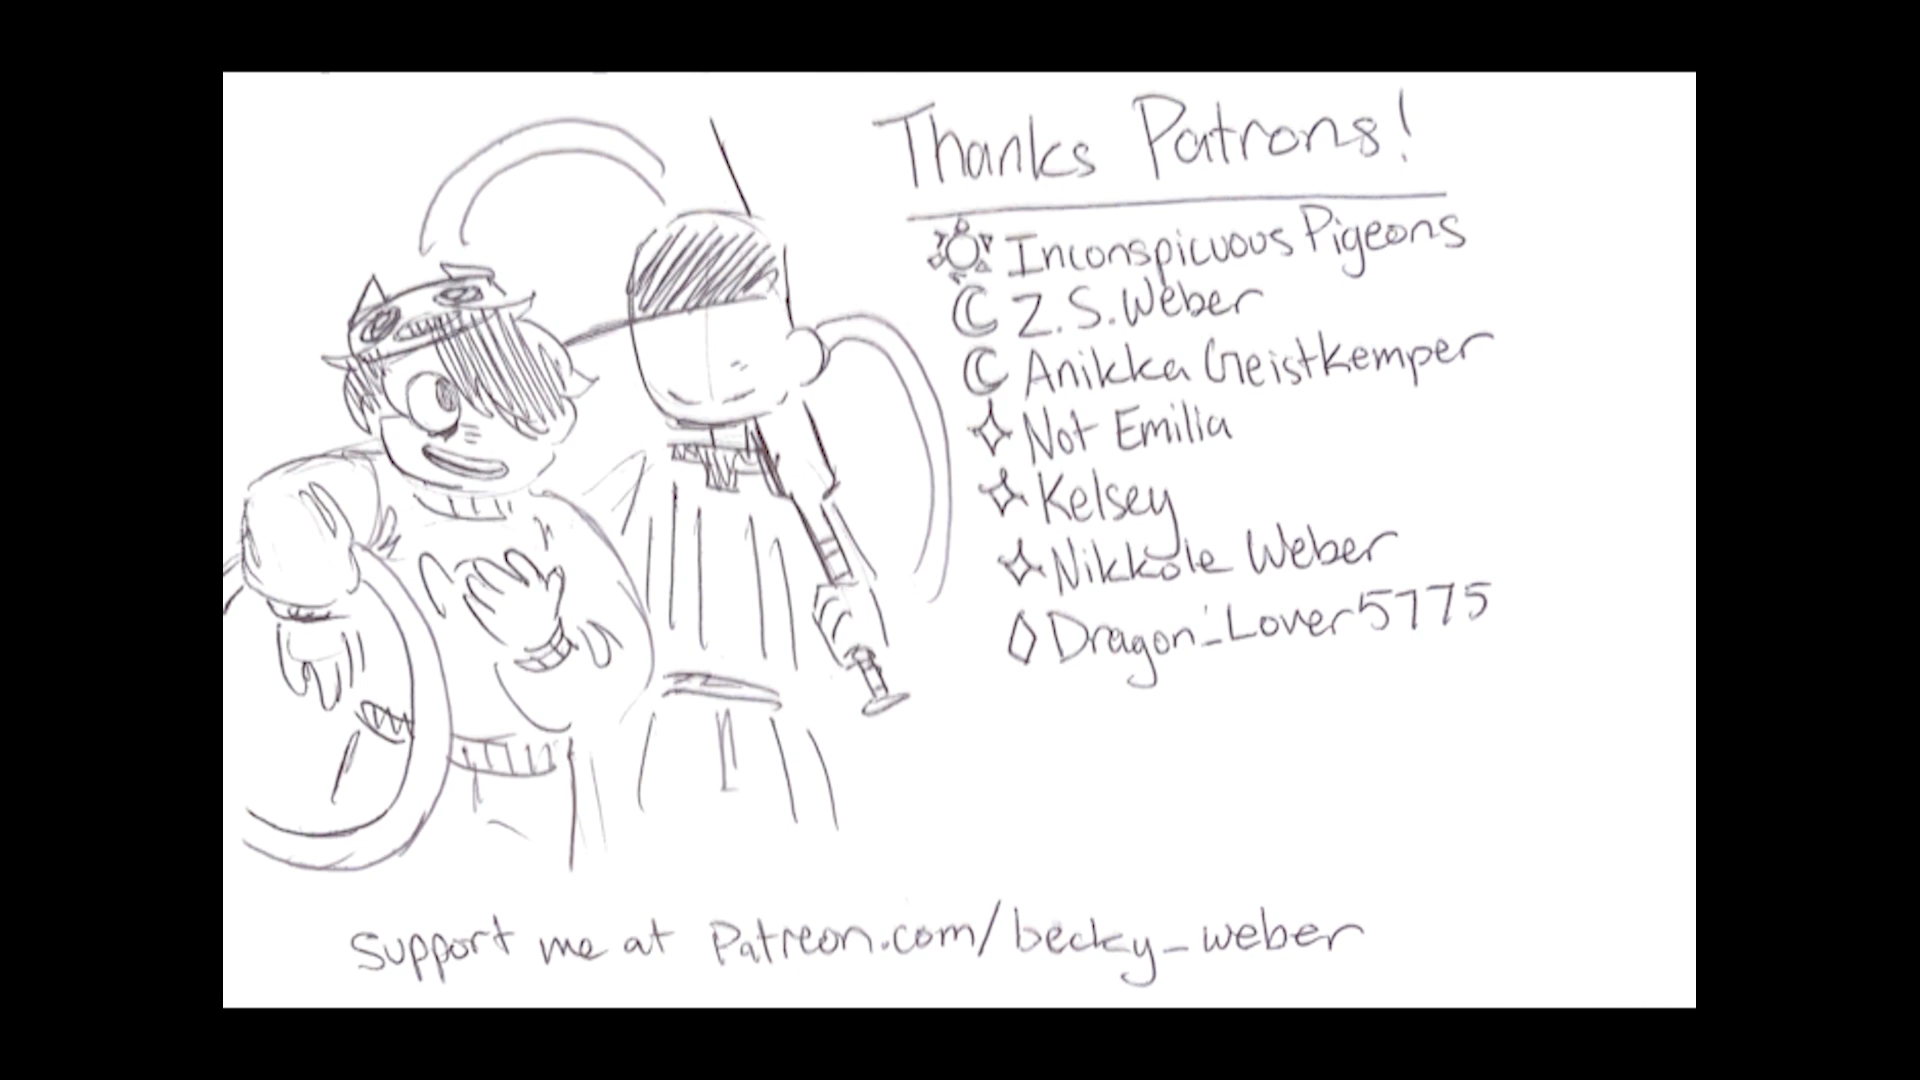 Thanks Patrons!
Inconspicuous Pigeons
Z.S. Weber
Anikka Geistkemper
Not Emilia
Kelsey
Nikkole Weber
Dragon_Lover5775
Support me at Patreon.com/becky_weber